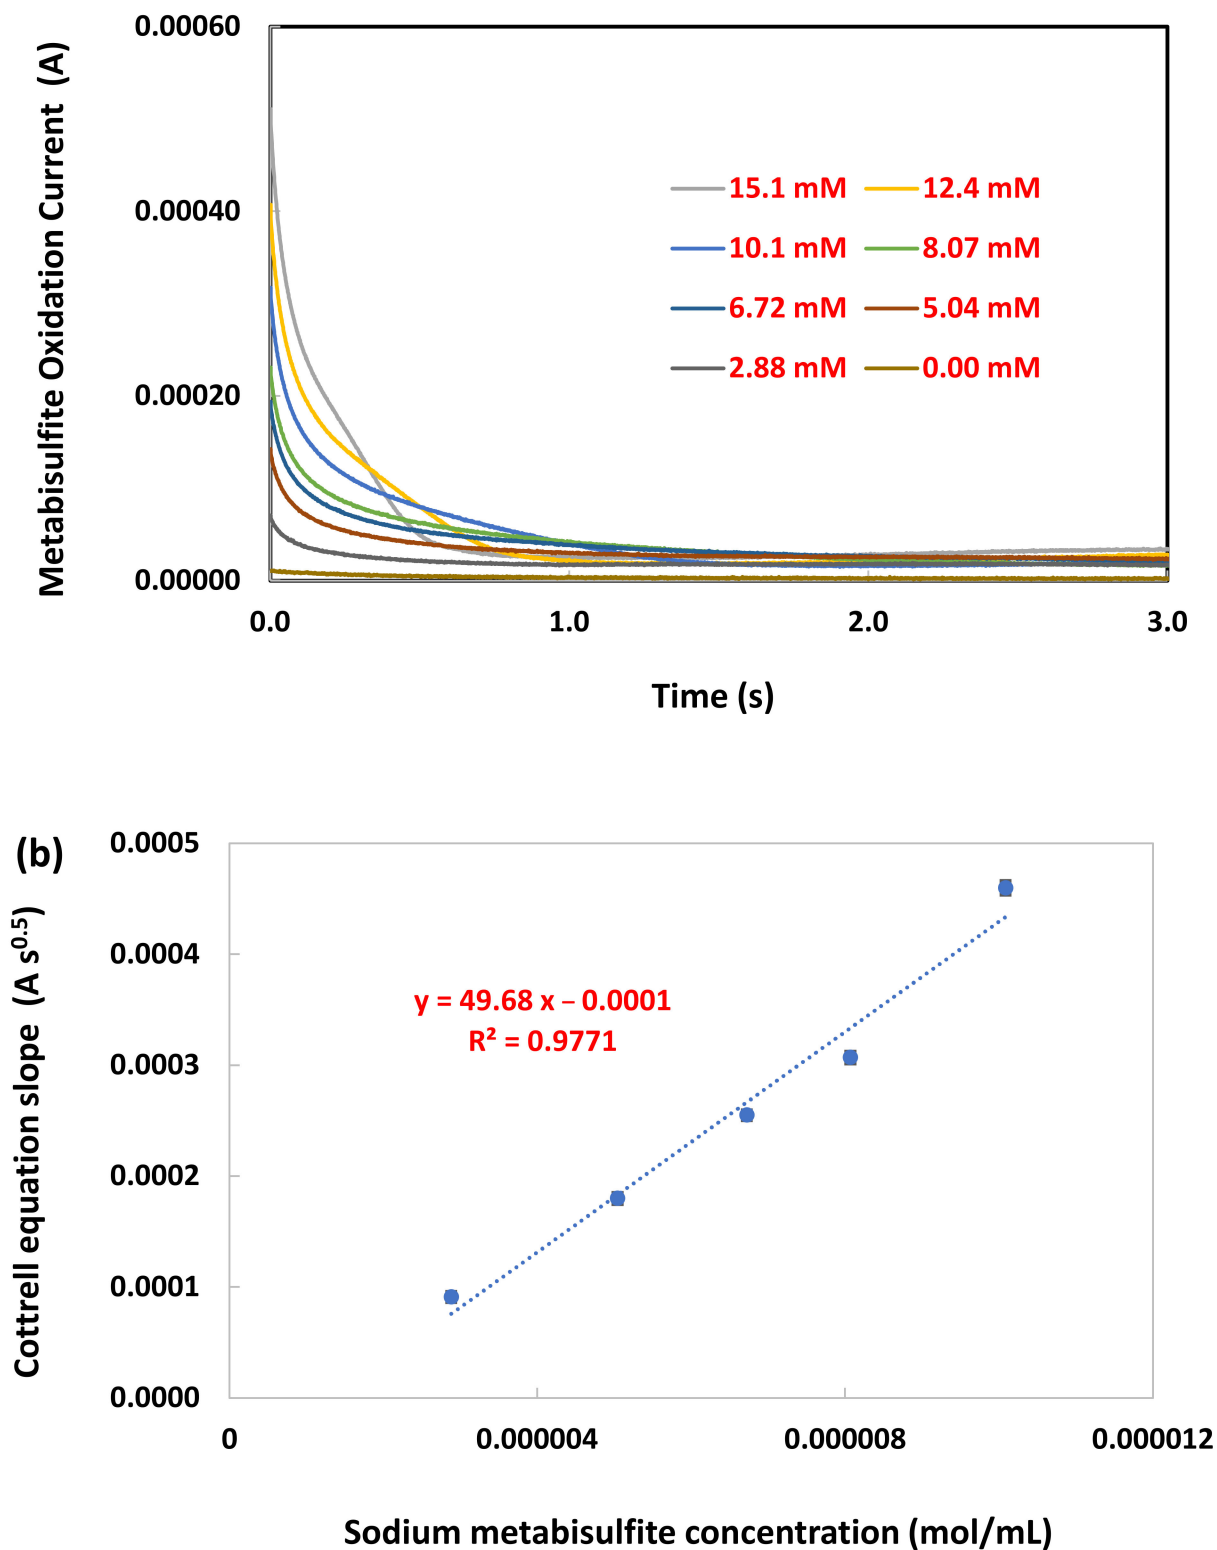 Metabisulfite Oxidation Current (A)
0.00060
0.00040
0.00020
0.00000
15.1 mM 12.4 mM
10.1 mM 8.07 mM
6.72 mM 5.04 mM
2.88 mM 0.00 mM
0.0 1.0 2.0 3.0
Time (s)
(b)
Cottrell equation slope (A s⁰·⁵)
0.0005
0.0004
0.0003
0.0002
0.0001
0.0000
y = 49.68 x – 0.0001
R² = 0.9771
0 0.000004 0.000008 0.000012
Sodium metabisulfite concentration (mol/mL)